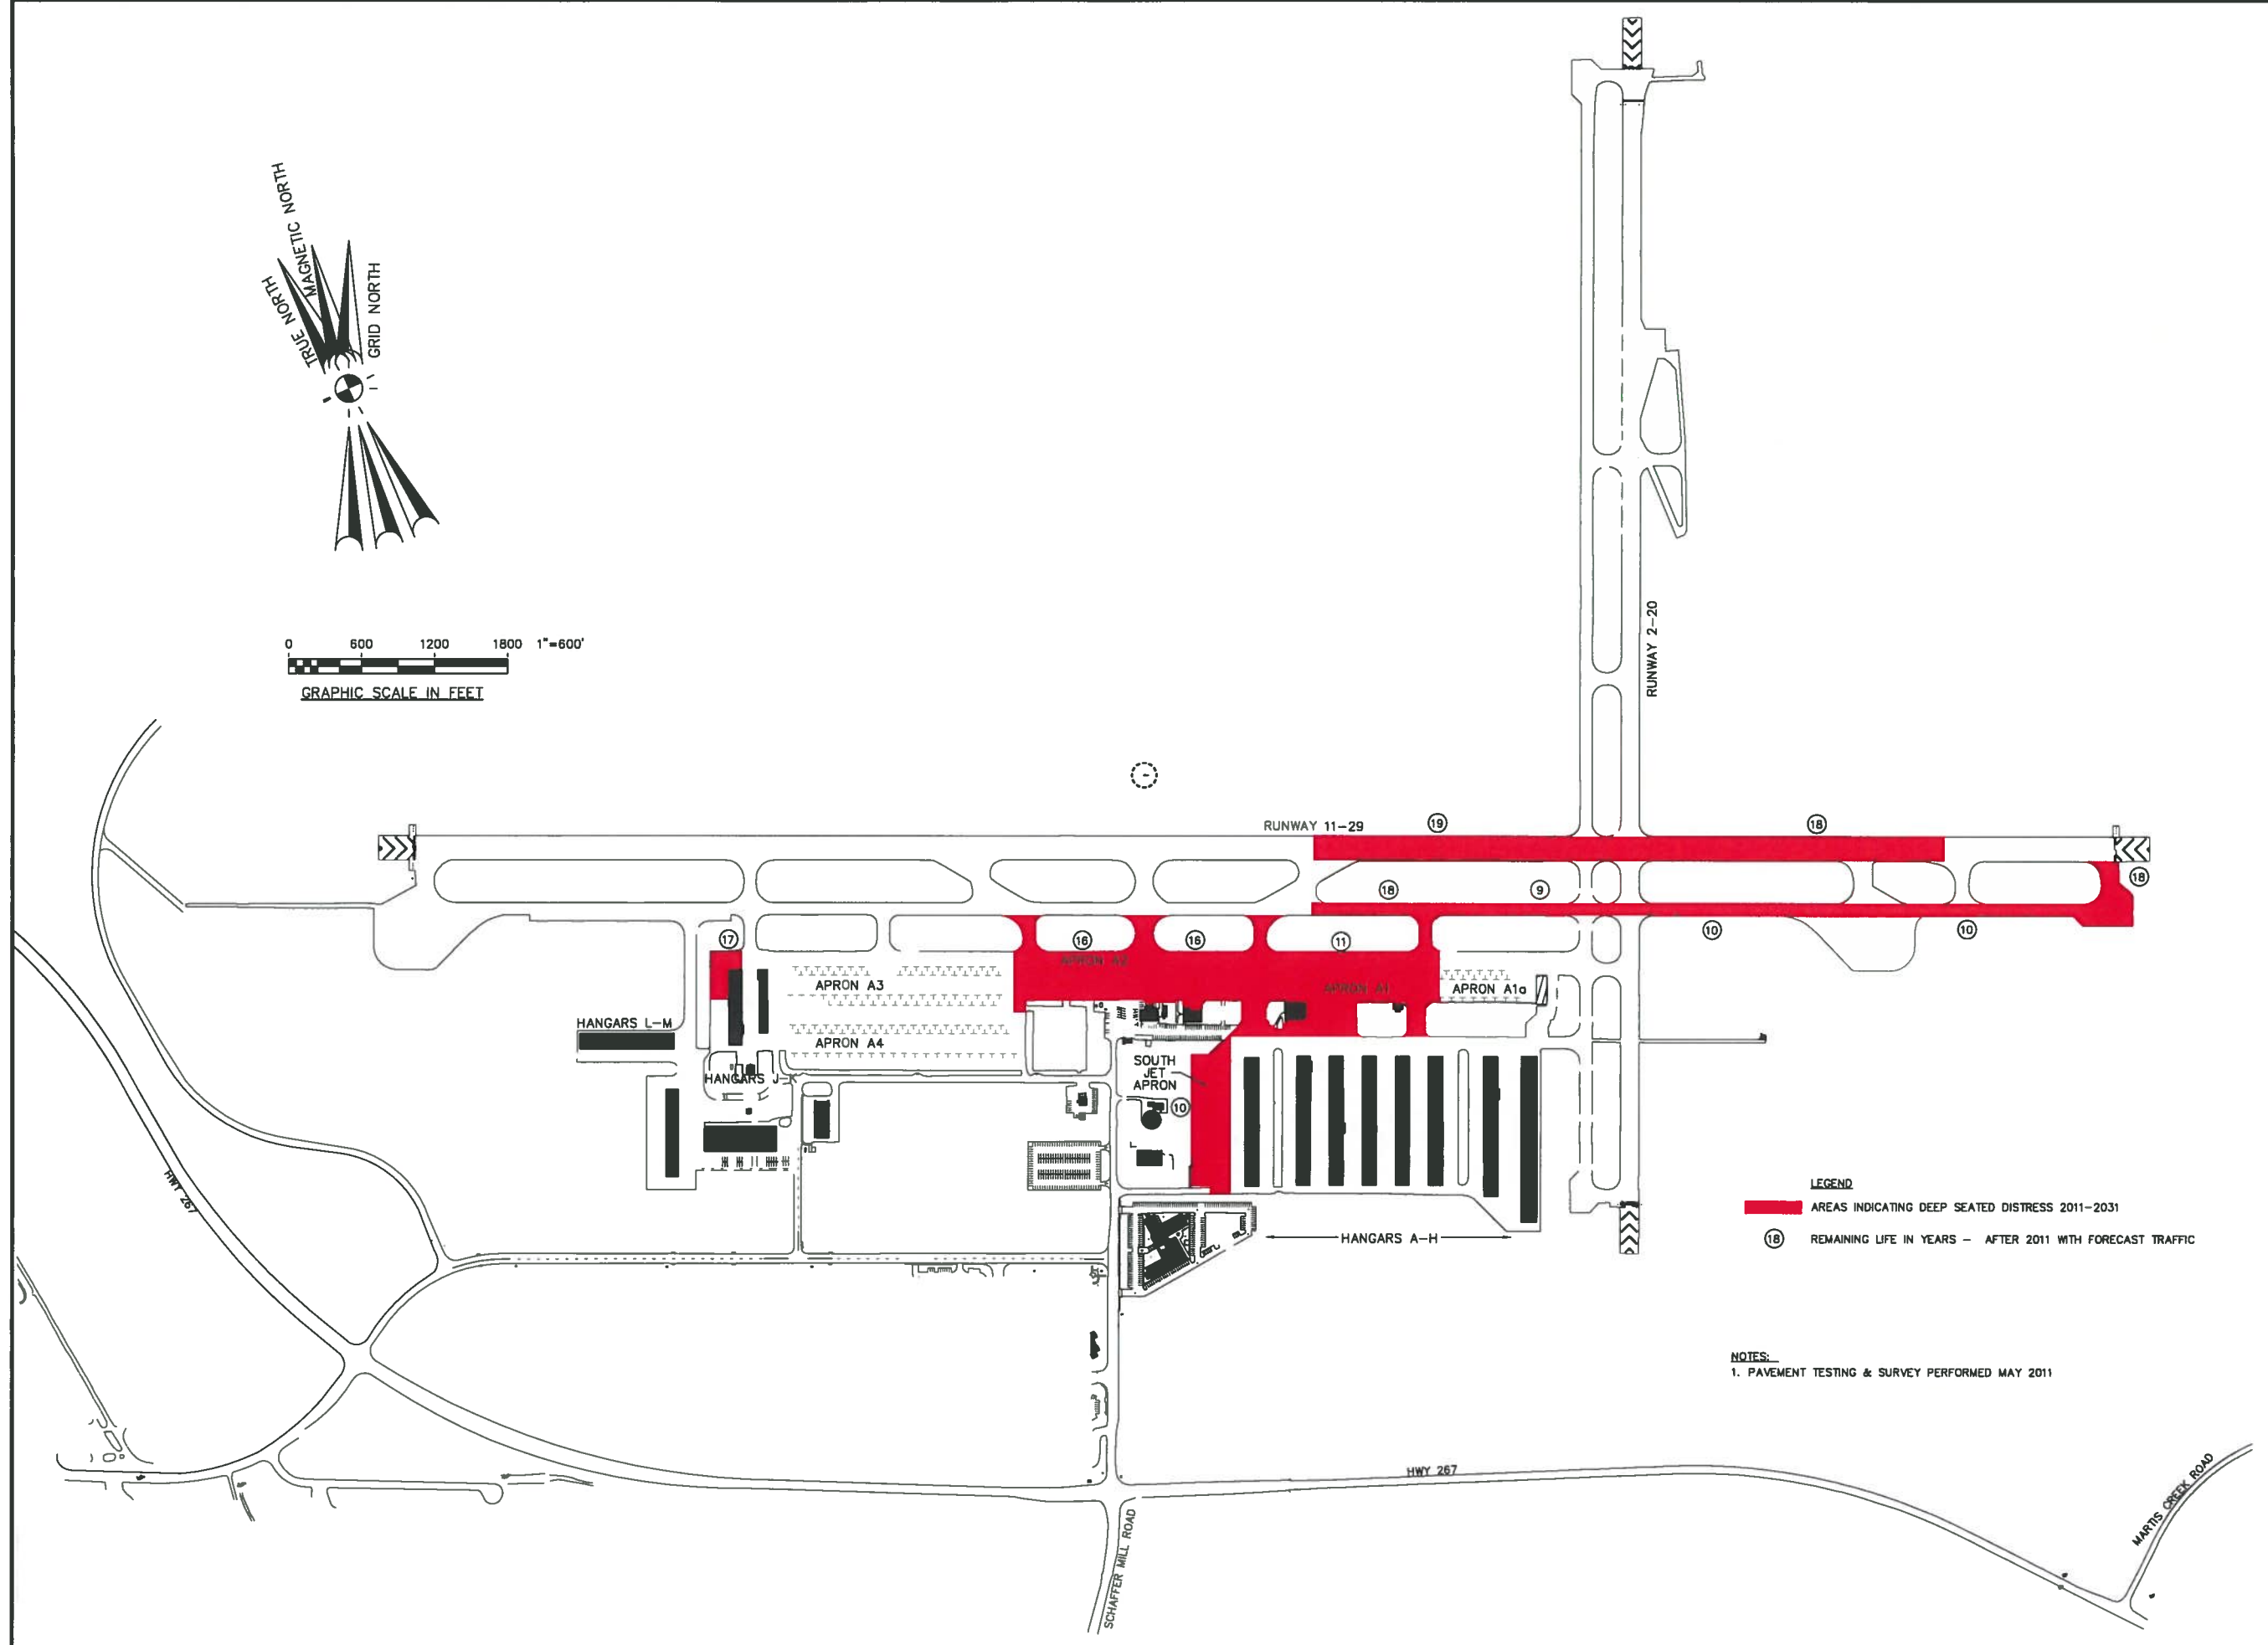 TRUE NORTH
MAGNETIC NORTH
GRID NORTH
0 600 1200 1800 1"=600'
GRAPHIC SCALE IN FEET
RUNWAY 2-20
RUNWAY 11-29
19
18
18
9
18
17
16
16
11
10
10
APRON A2
APRON A3
APRON A1
APRON A1a
HANGARS L-M
APRON A4
HANGARS J-K
SOUTH
JET
APRON
10
HWY 267
HANGARS A-H
LEGEND
AREAS INDICATING DEEP SEATED DISTRESS 2011-2031
18 REMAINING LIFE IN YEARS - AFTER 2011 WITH FORECAST TRAFFIC
NOTES:
1. PAVEMENT TESTING & SURVEY PERFORMED MAY 2011
HWY 267
SCHAFFER MILL ROAD
MARTIS CREEK ROAD